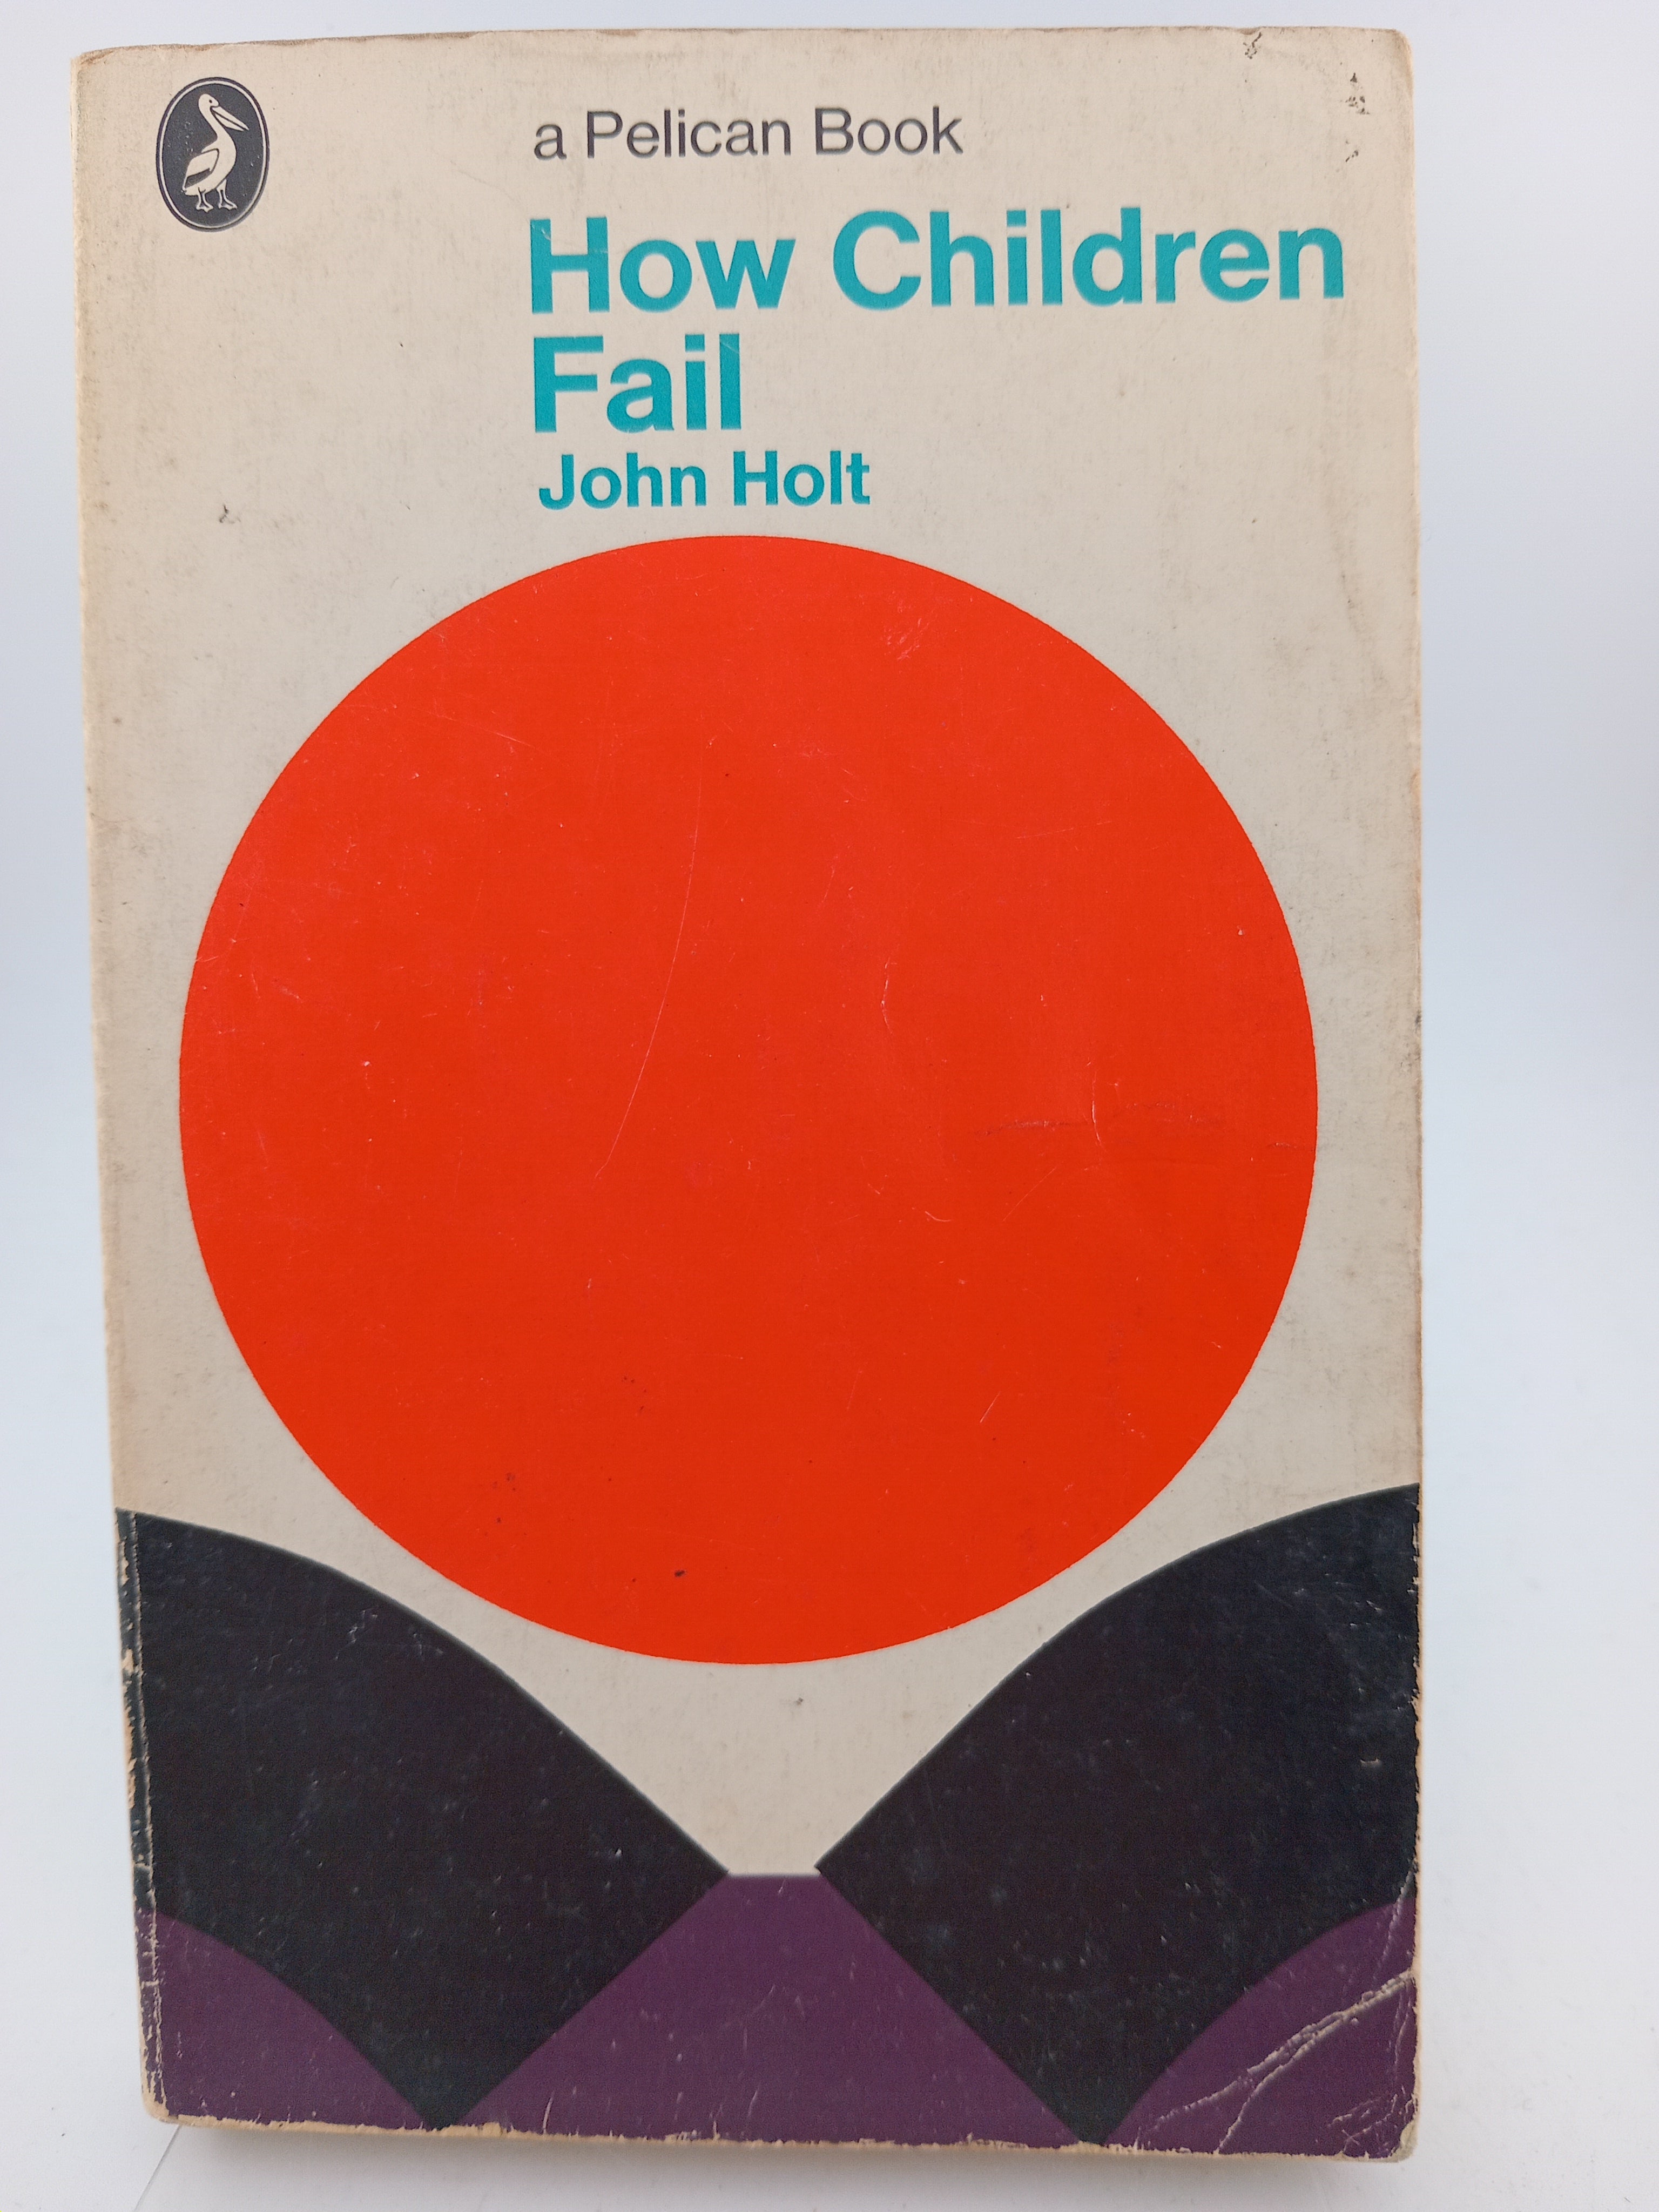 a Pelican Book
How Children
Fail
John Holt